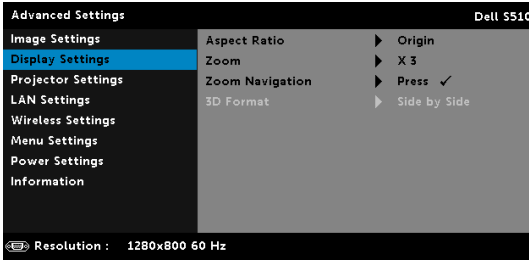 Advanced Settings Dell S510
Image Settings Aspect Ratio Origin
Display Settings Zoom X 3
Projector Settings Zoom Navigation Press ✓
LAN Settings 3D Format Side by Side
Wireless Settings
Menu Settings
Power Settings
Information
Resolution : 1280x800 60 Hz